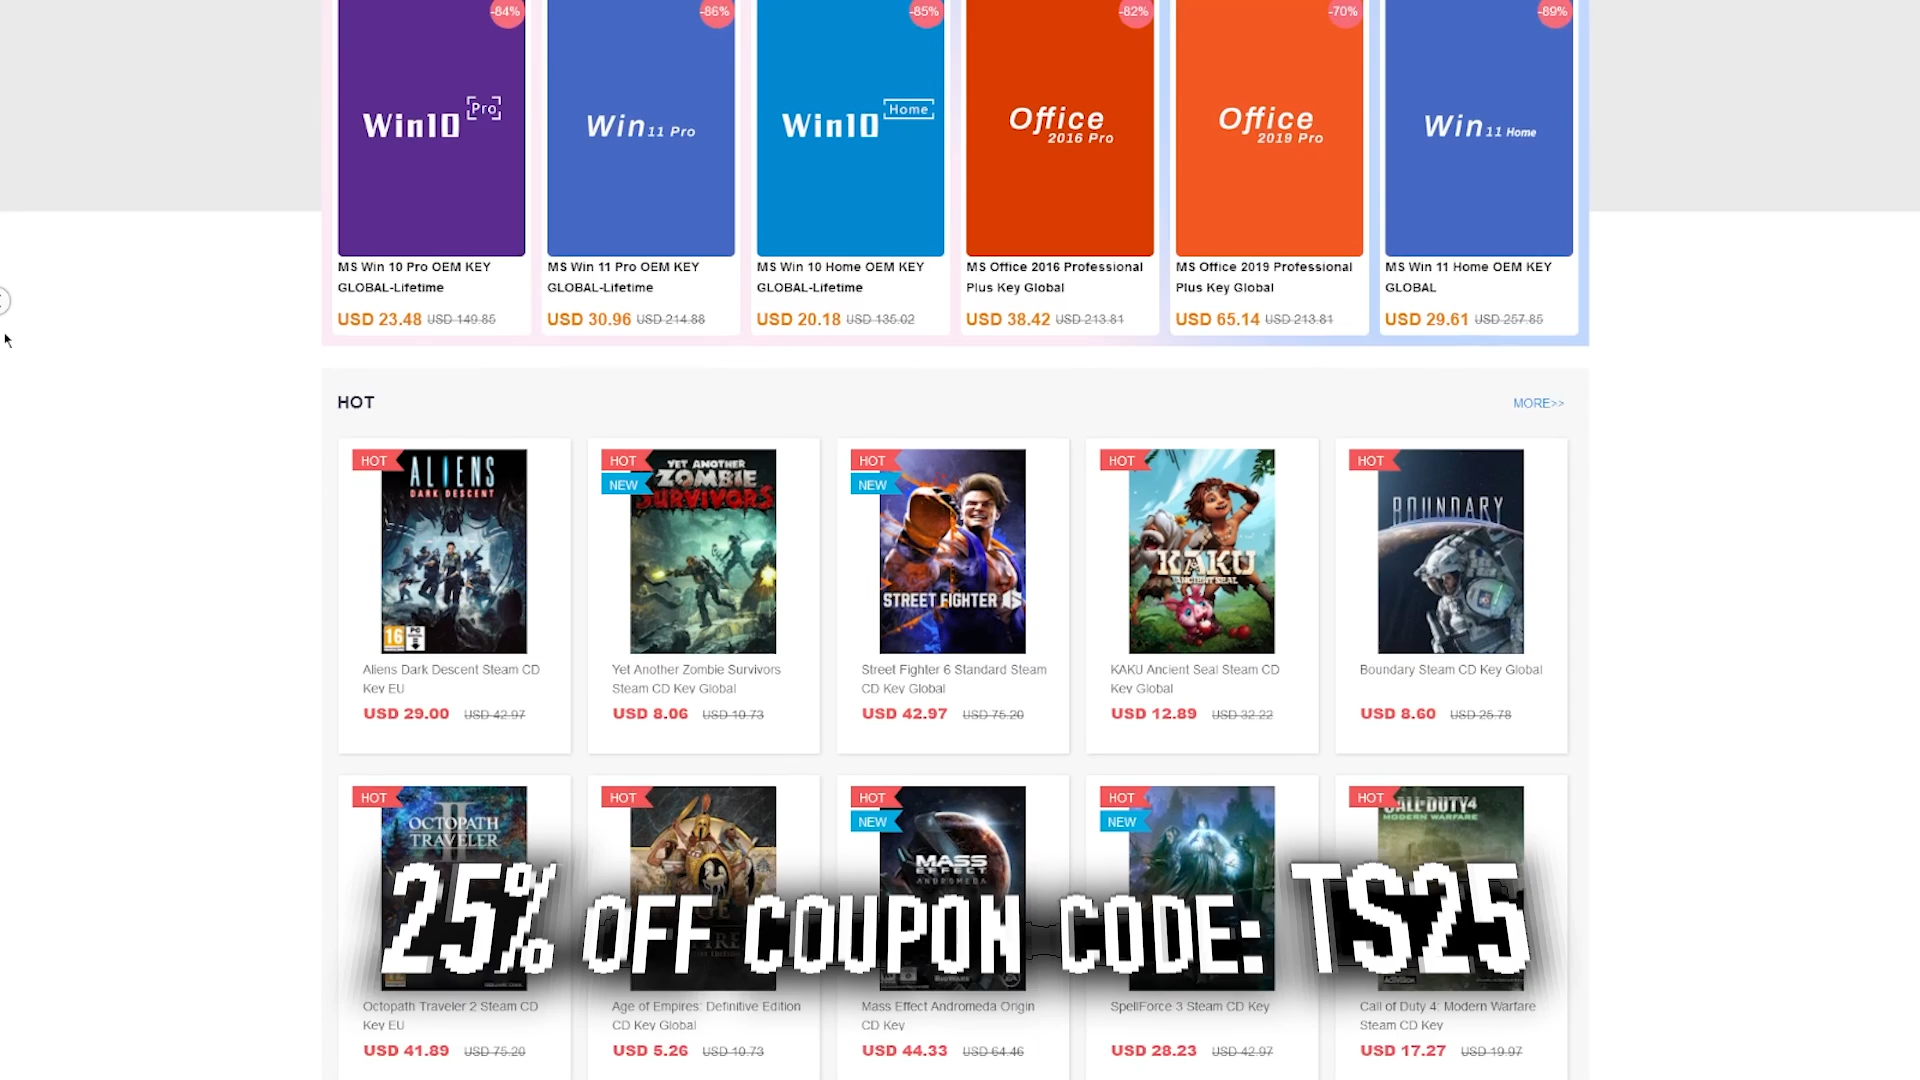 -84% -86% -85% -82% -70% -89%
Win10 Pro
Win 11 Pro
Win10 Home
Office 2016 Pro
Office 2019 Pro
Win 11 Home
MS Win 10 Pro OEM KEY
GLOBAL-Lifetime
USD 23.48 USD 149.85
MS Win 11 Pro OEM KEY
GLOBAL-Lifetime
USD 30.96 USD 214.88
MS Win 10 Home OEM KEY
GLOBAL-Lifetime
USD 20.18 USD 135.02
MS Office 2016 Professional
Plus Key Global
USD 38.42 USD 213.81
MS Office 2019 Professional
Plus Key Global
USD 65.14 USD 213.81
MS Win 11 Home OEM KEY
GLOBAL
USD 29.61 USD 257.85
HOT
MORE>>
HOT
ALIENS
DARK DESCENT
16
Aliens Dark Descent Steam CD
Key EU
USD 29.00 USD 42.97
HOT
NEW
YET ANOTHER
ZOMBIE
SURVIVORS
Yet Another Zombie Survivors
Steam CD Key Global
USD 8.06 USD 10.73
HOT
NEW
STREET FIGHTER 6
Street Fighter 6 Standard Steam
CD Key Global
USD 42.97 USD 75.20
HOT
KAKU
ANCIENT SEAL
KAKU Ancient Seal Steam CD
Key Global
USD 12.89 USD 32.22
HOT
BOUNDARY
Boundary Steam CD Key Global
USD 8.60 USD 25.78
HOT
OCTOPATH
TRAVELER
II
HOT
HOT
NEW
MASS
EFFECT
ANDROMEDA
HOT
NEW
HOT
CALL OF DUTY 4
MODERN WARFARE
25% OFF COUPON CODE: TS25
Octopath Traveler 2 Steam CD
Key EU
USD 41.89 USD 75.20
Age of Empires: Definitive Edition
CD Key Global
USD 5.26 USD 10.73
Mass Effect Andromeda Origin
CD Key
USD 44.33 USD 64.46
SpellForce 3 Steam CD Key
USD 28.23 USD 42.97
Call of Duty 4: Modern Warfare
Steam CD Key
USD 17.27 USD 19.97